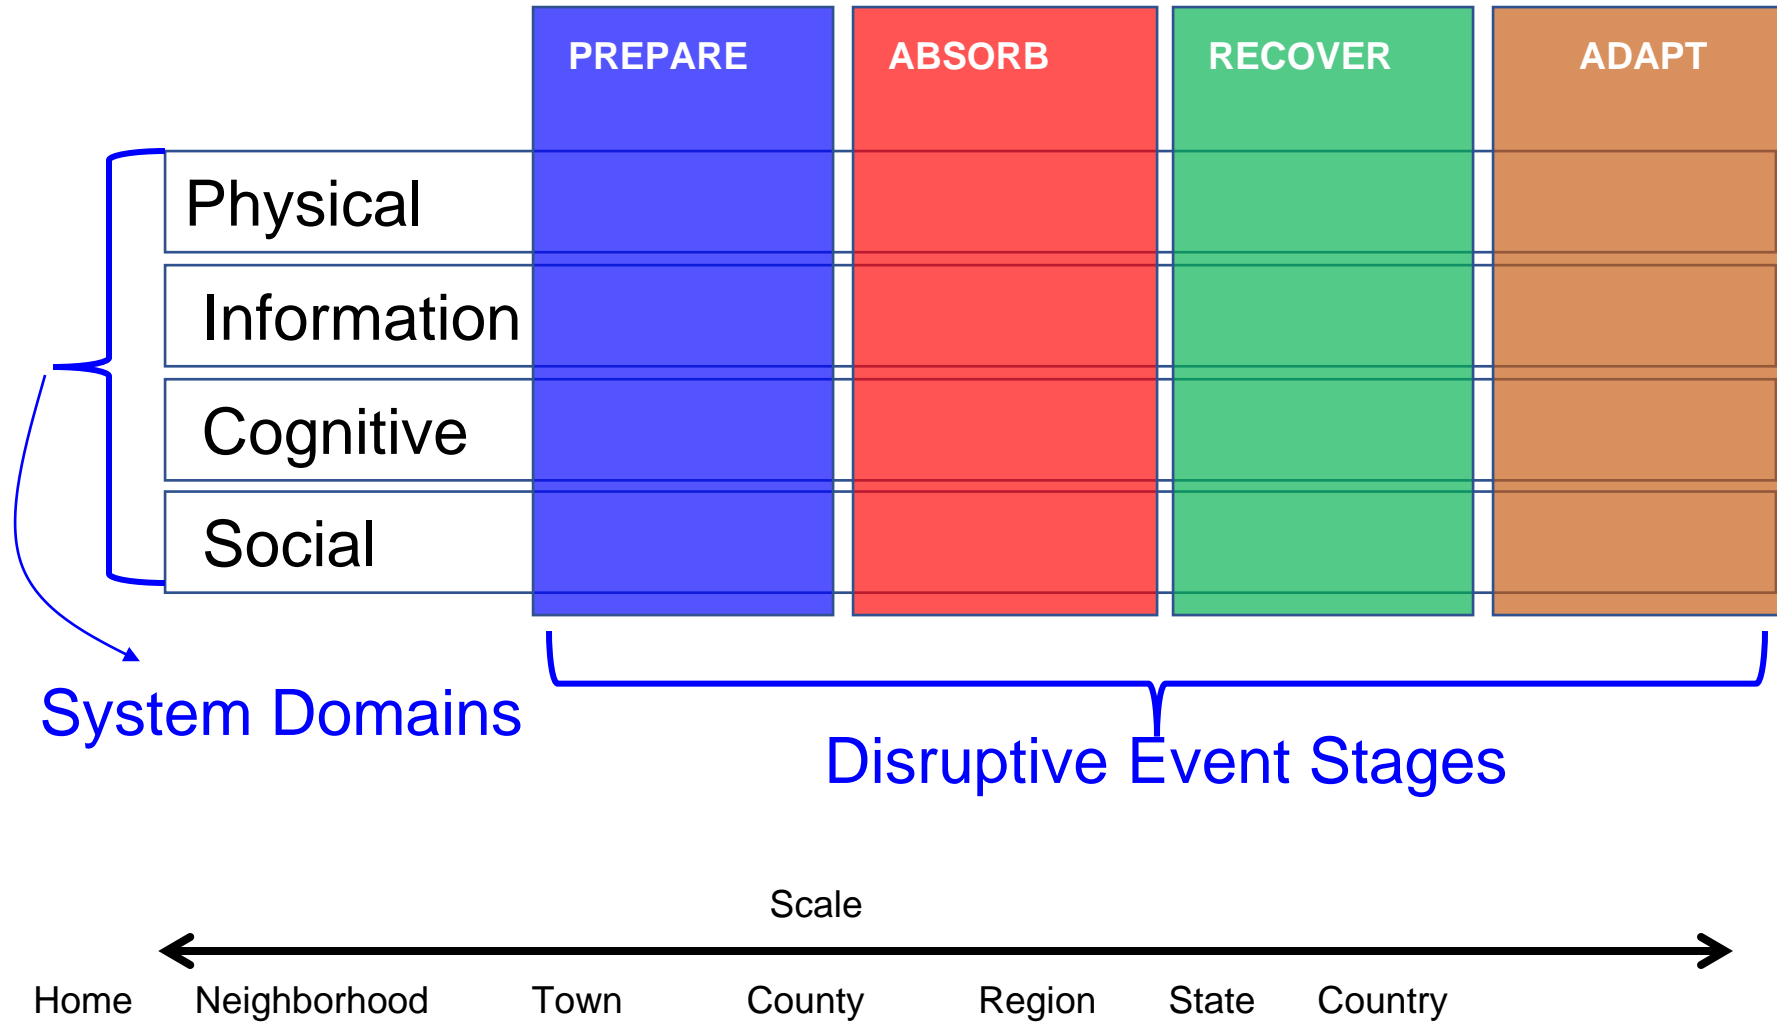 PREPARE ABSORB RECOVER ADAPT
Physical
Information
Cognitive
Social
System Domains
Disruptive Event Stages
Scale
Home Neighborhood Town County Region State Country